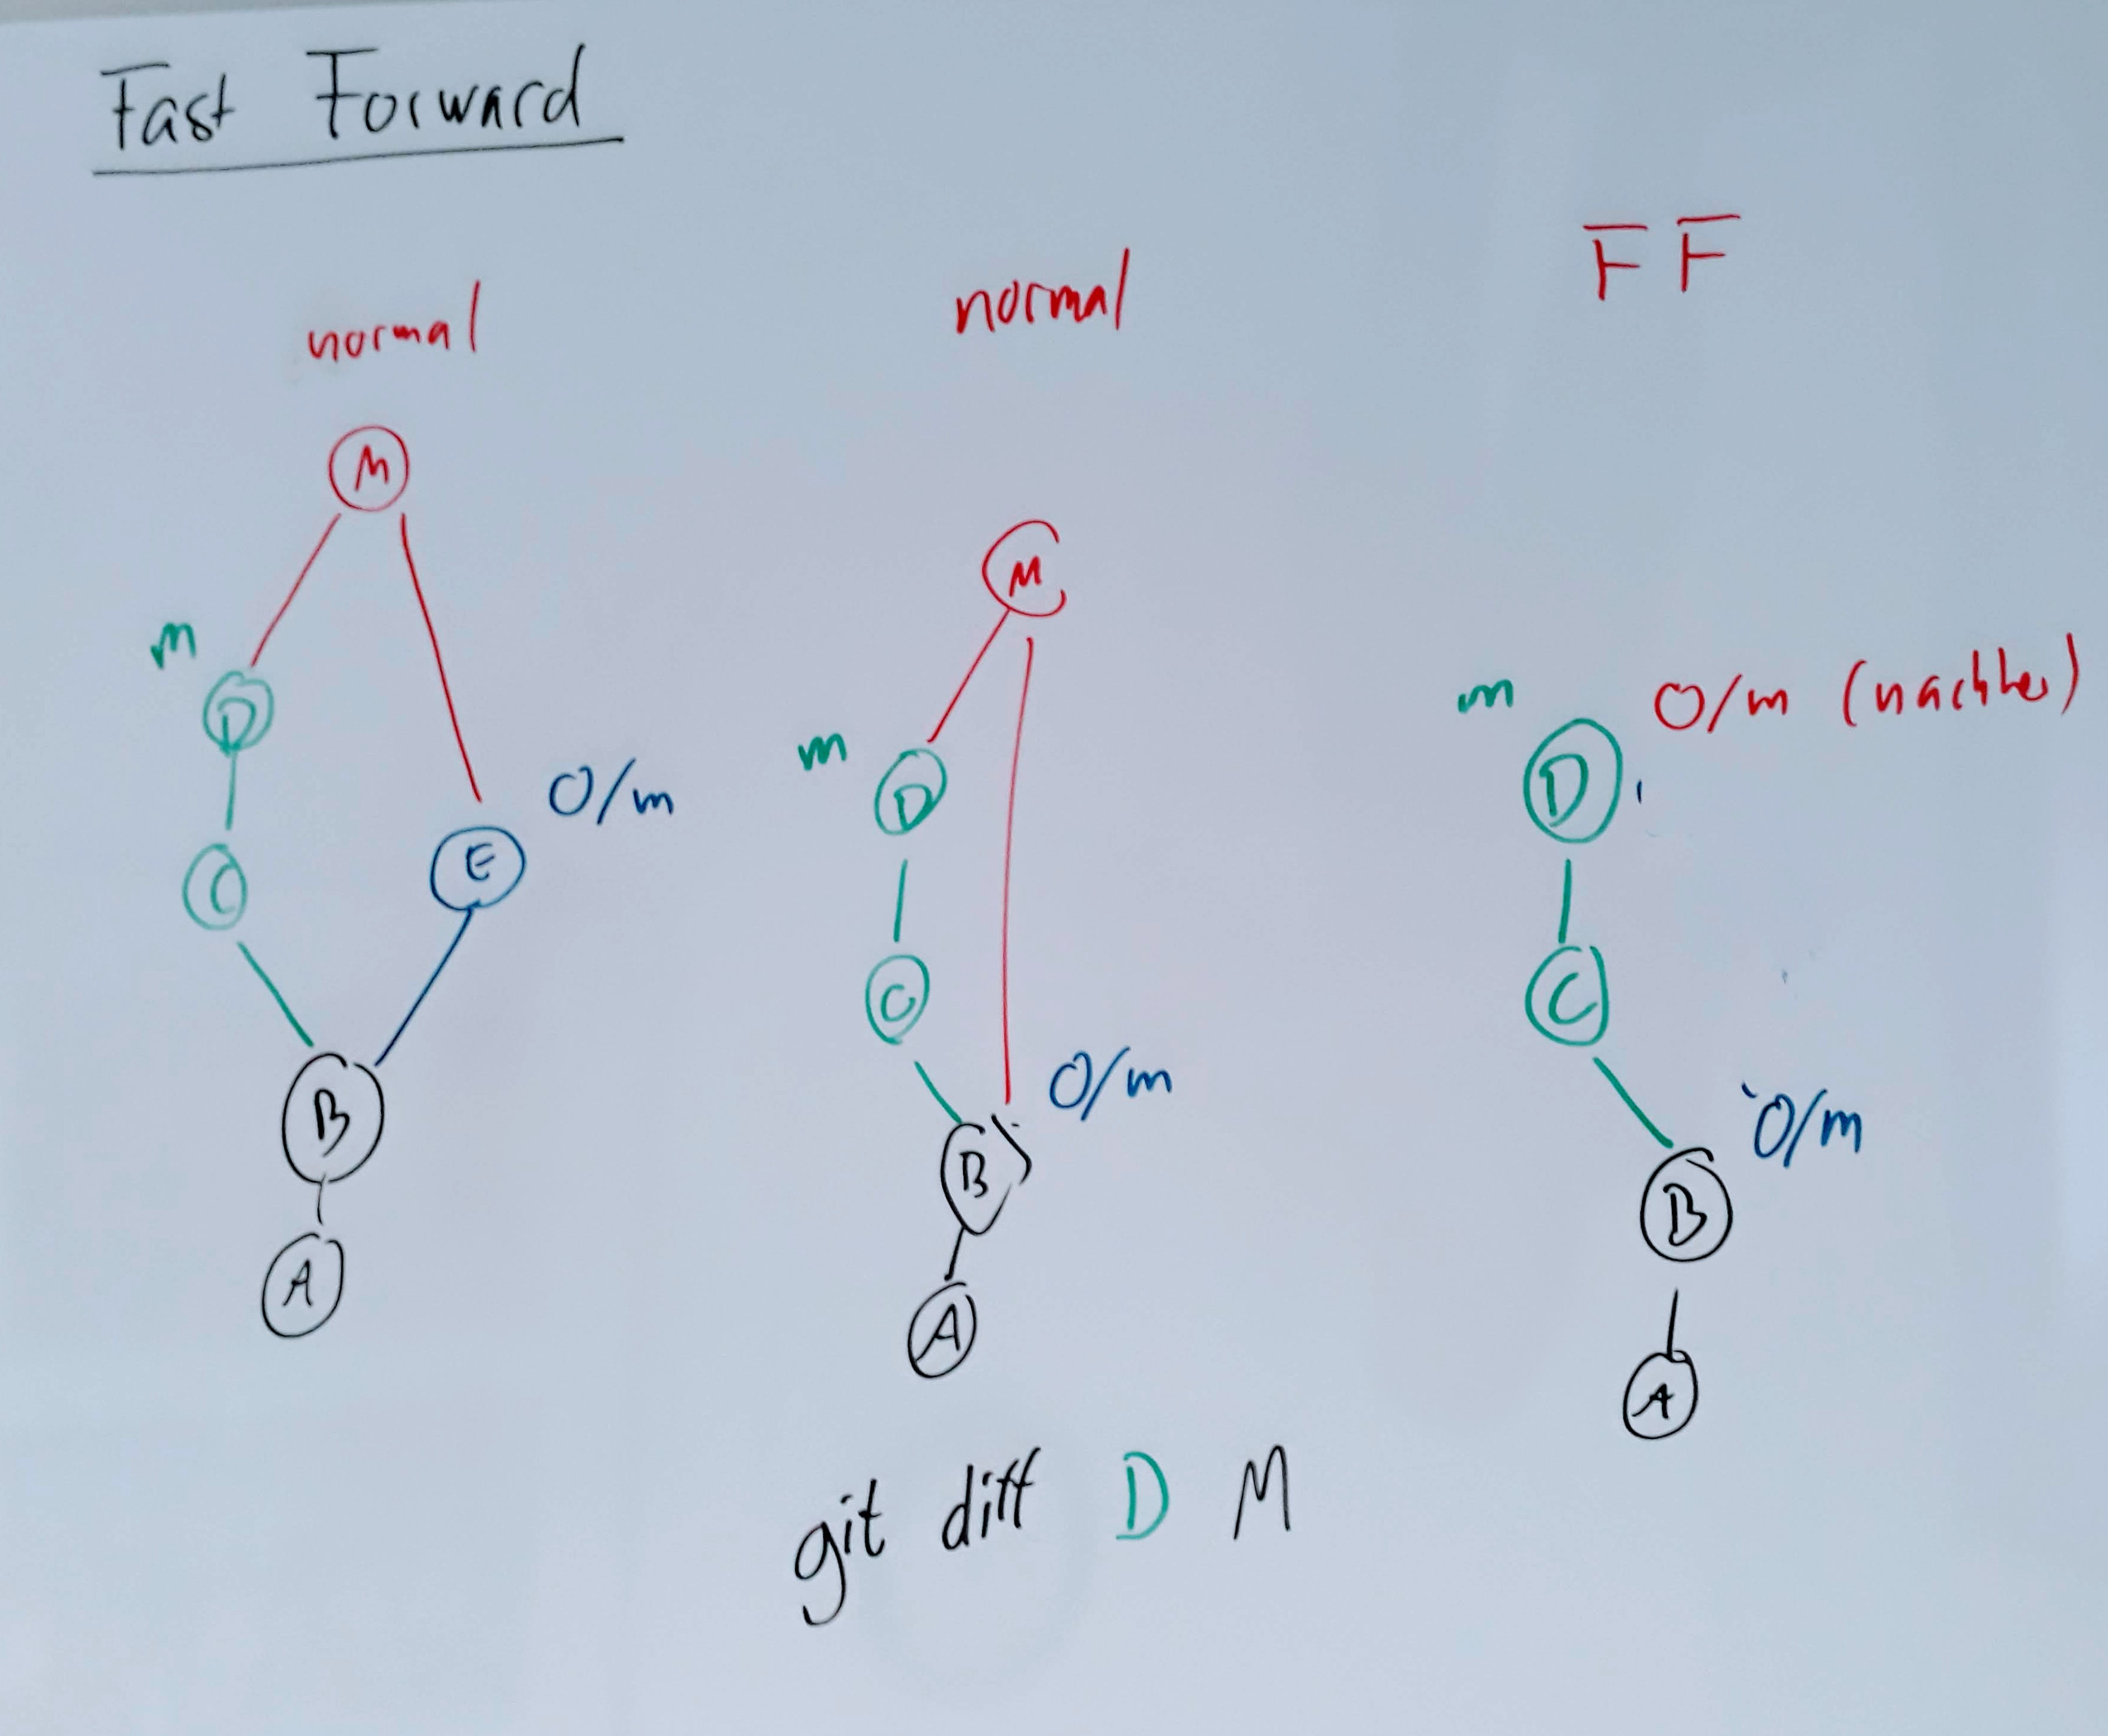 Fast Forward
normal
M
m
D
C
O/m
E
B
A
normal
M
m
D
C
O/m
B
A
git diff D M
FF
m
O/m (nachher)
D
C
O/m
B
A